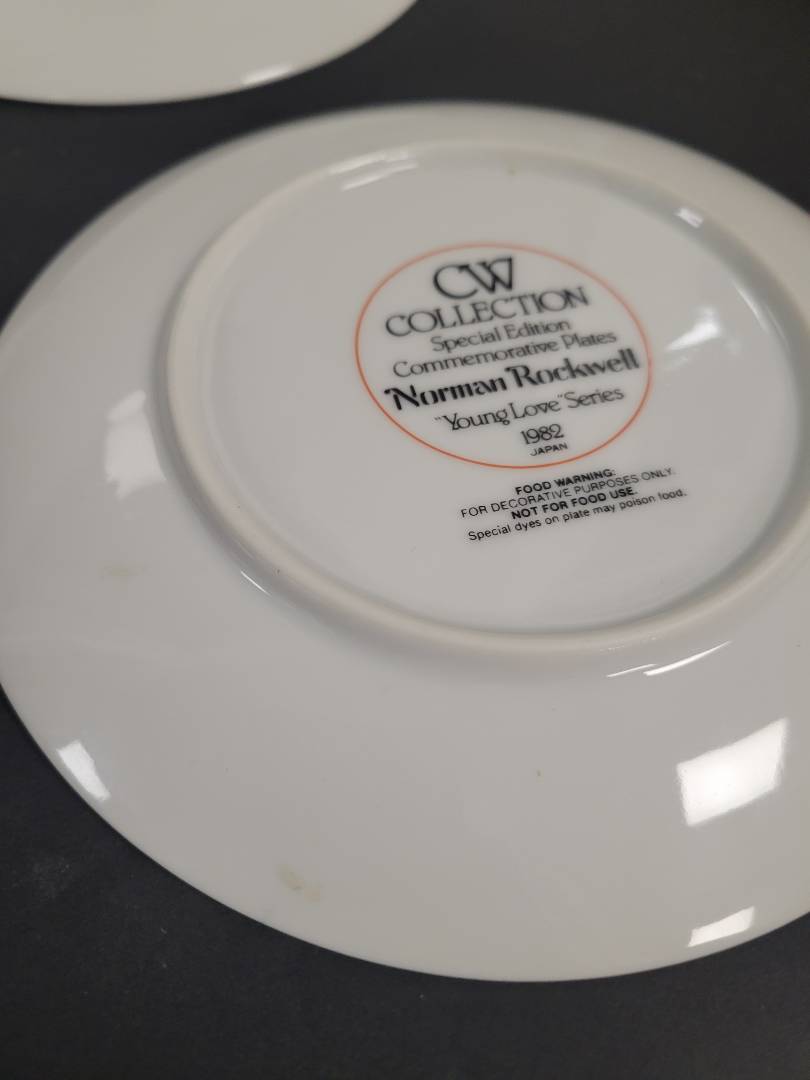 CW
COLLECTION
Special Edition
Commemorative Plates
Norman Rockwell
"Young Love" Series
1982
JAPAN
FOOD WARNING:
FOR DECORATIVE PURPOSES ONLY.
NOT FOR FOOD USE.
Special dyes on plate may poison food.